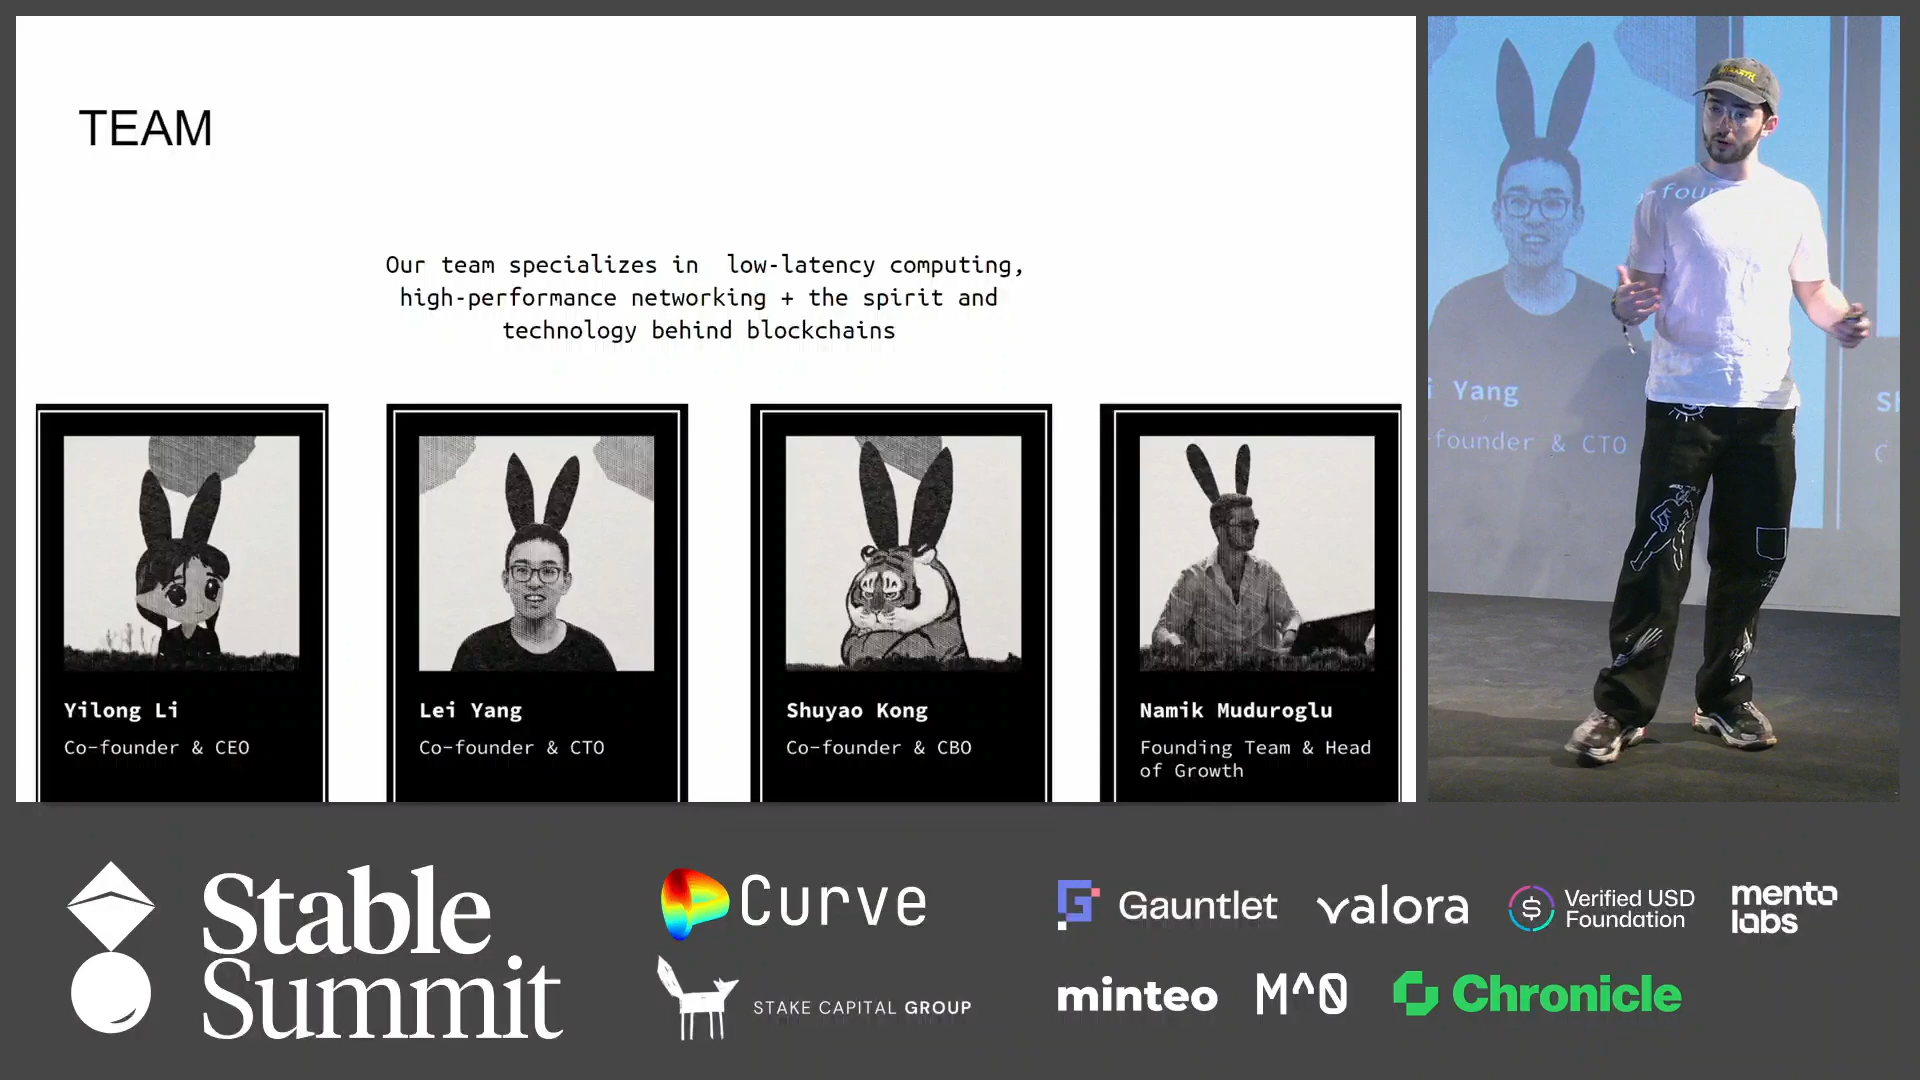 TEAM
Our team specializes in low-latency computing,
high-performance networking + the spirit and
technology behind blockchains
Yilong Li
Co-founder & CEO
Lei Yang
Co-founder & CTO
Shuyao Kong
Co-founder & CBO
Namik Muduroglu
Founding Team & Head
of Growth
i Yang
-founder & CTO
Stable
Summit
Curve
STAKE CAPITAL GROUP
Gauntlet
valora
Verified USD
Foundation
mento
labs
minteo
M^0
Chronicle